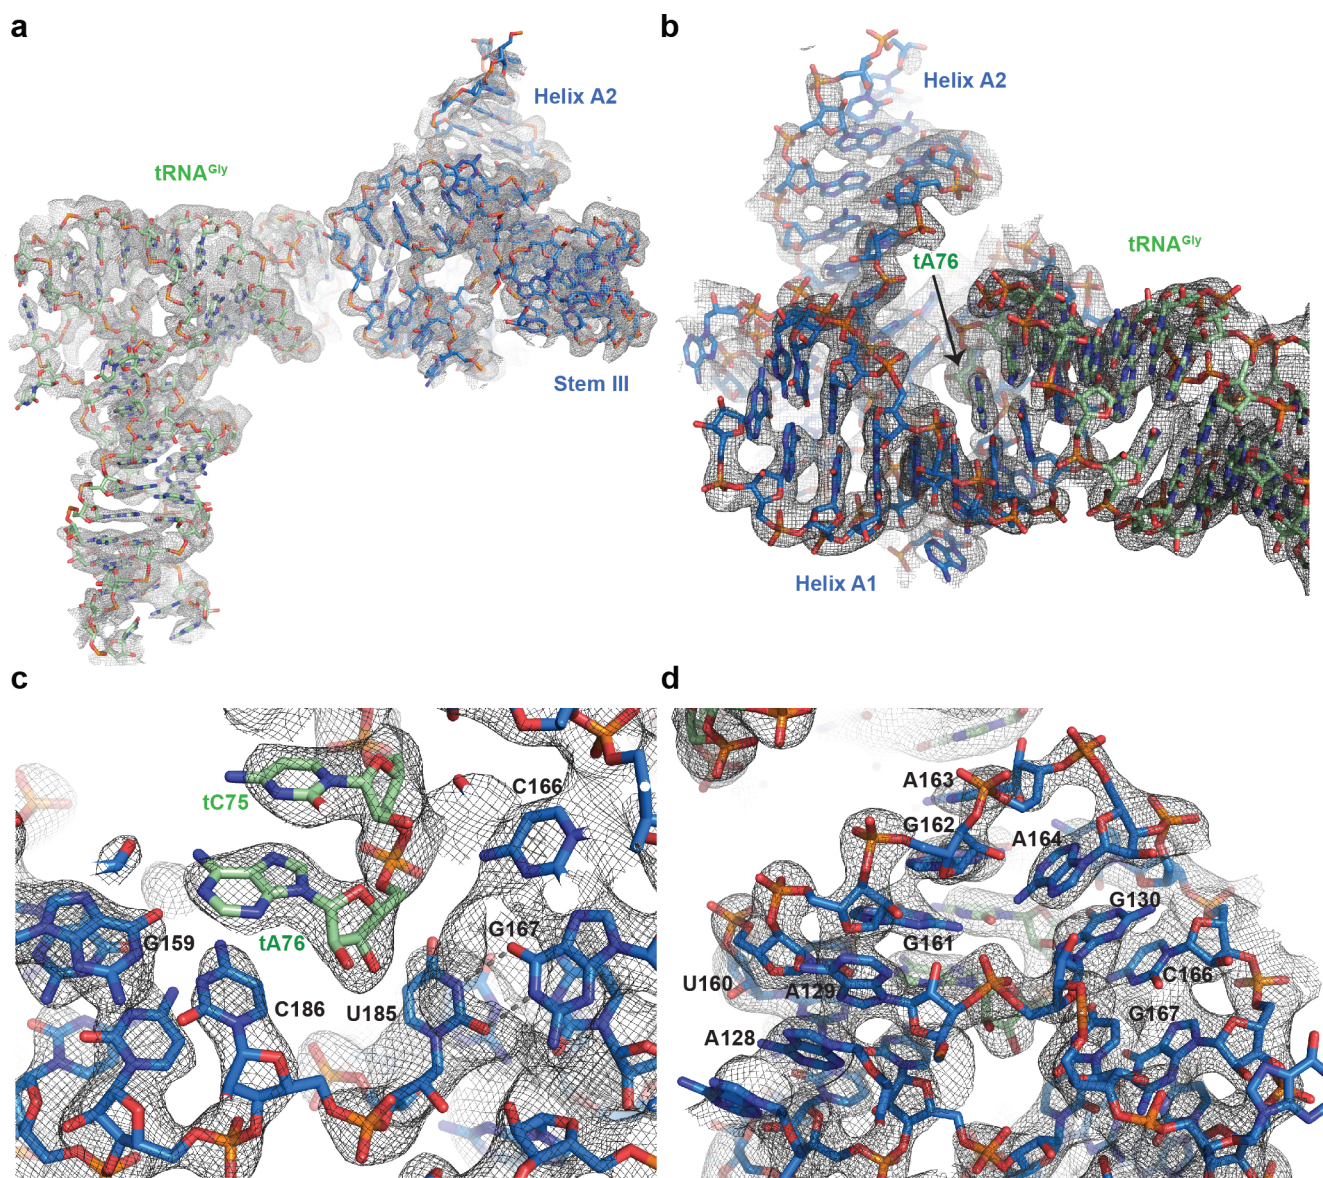 a
Helix A2
tRNAGly
Stem III
b
Helix A2
tRNAGly
tA76
Helix A1
c
C166
tC75
G167
G159
tA76
C186
U185
d
A163
G162
A164
G130
G161
C166
U160
A129
G167
A128